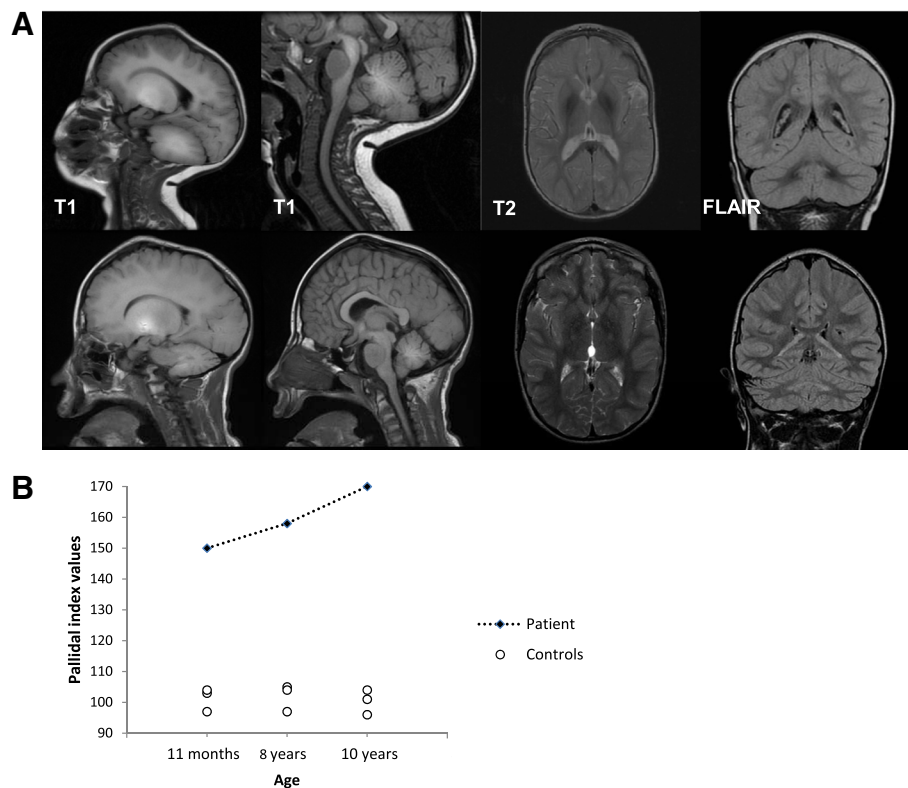 A
T1
T1
T2
FLAIR
B
170
160
150
140
130
120
110
100
90
Pallidal index values
11 months
8 years
10 years
Age
Patient
Controls